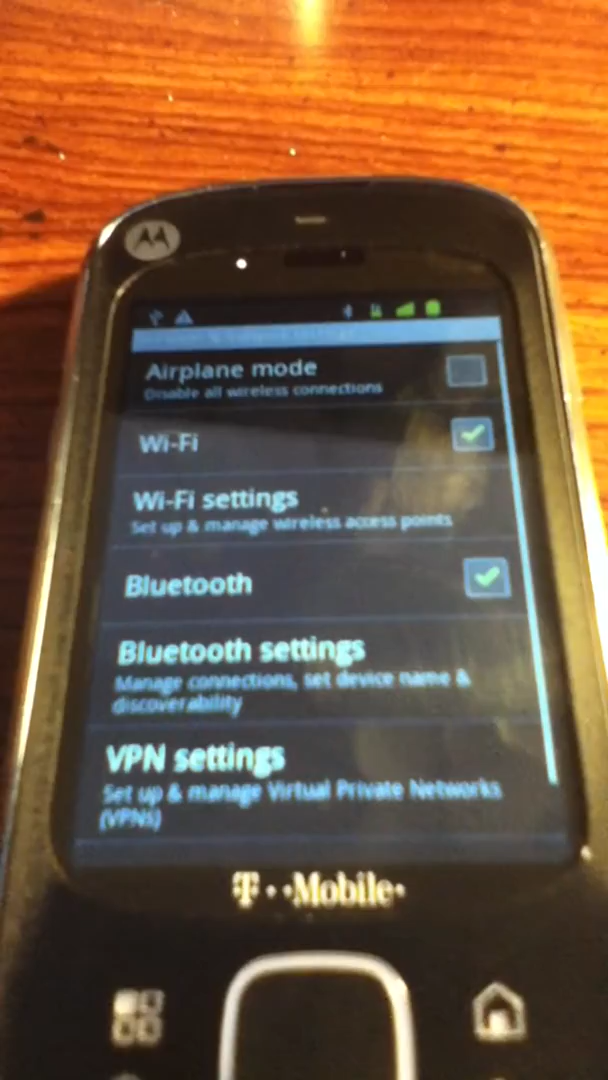 Airplane mode
Disable all wireless connections
Wi-Fi
Wi-Fi settings
Set up & manage wireless access points
Bluetooth
Bluetooth settings
Manage connections, set device name &
discoverability
VPN settings
Set up & manage Virtual Private Networks
(VPNs)
T··Mobile·